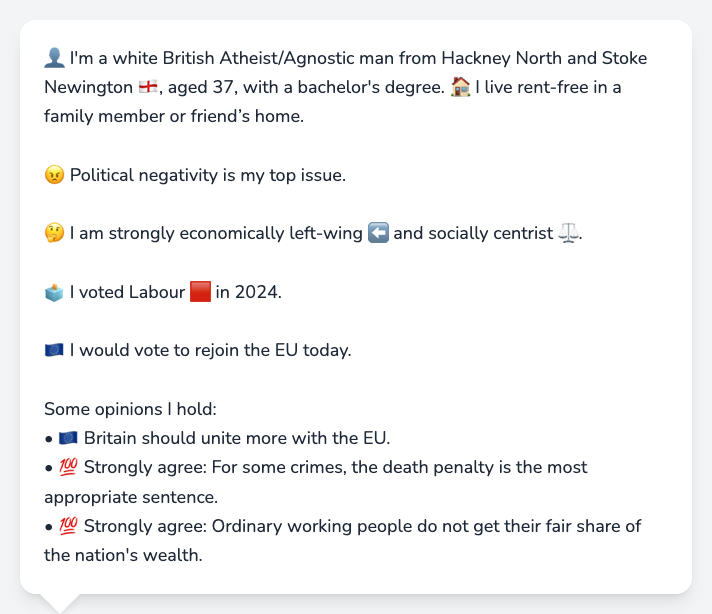 👤 I'm a white British Atheist/Agnostic man from Hackney North and Stoke
Newington 🏴󠁧󠁢󠁥󠁮󠁧󠁿, aged 37, with a bachelor's degree. 🏠 I live rent-free in a
family member or friend’s home.
😠 Political negativity is my top issue.
🤔 I am strongly economically left-wing ⬅️ and socially centrist ⚖️.
🗳️ I voted Labour 🟥 in 2024.
🇪🇺 I would vote to rejoin the EU today.
Some opinions I hold:
• 🇪🇺 Britain should unite more with the EU.
• 💯 Strongly agree: For some crimes, the death penalty is the most
appropriate sentence.
• 💯 Strongly agree: Ordinary working people do not get their fair share of
the nation's wealth.